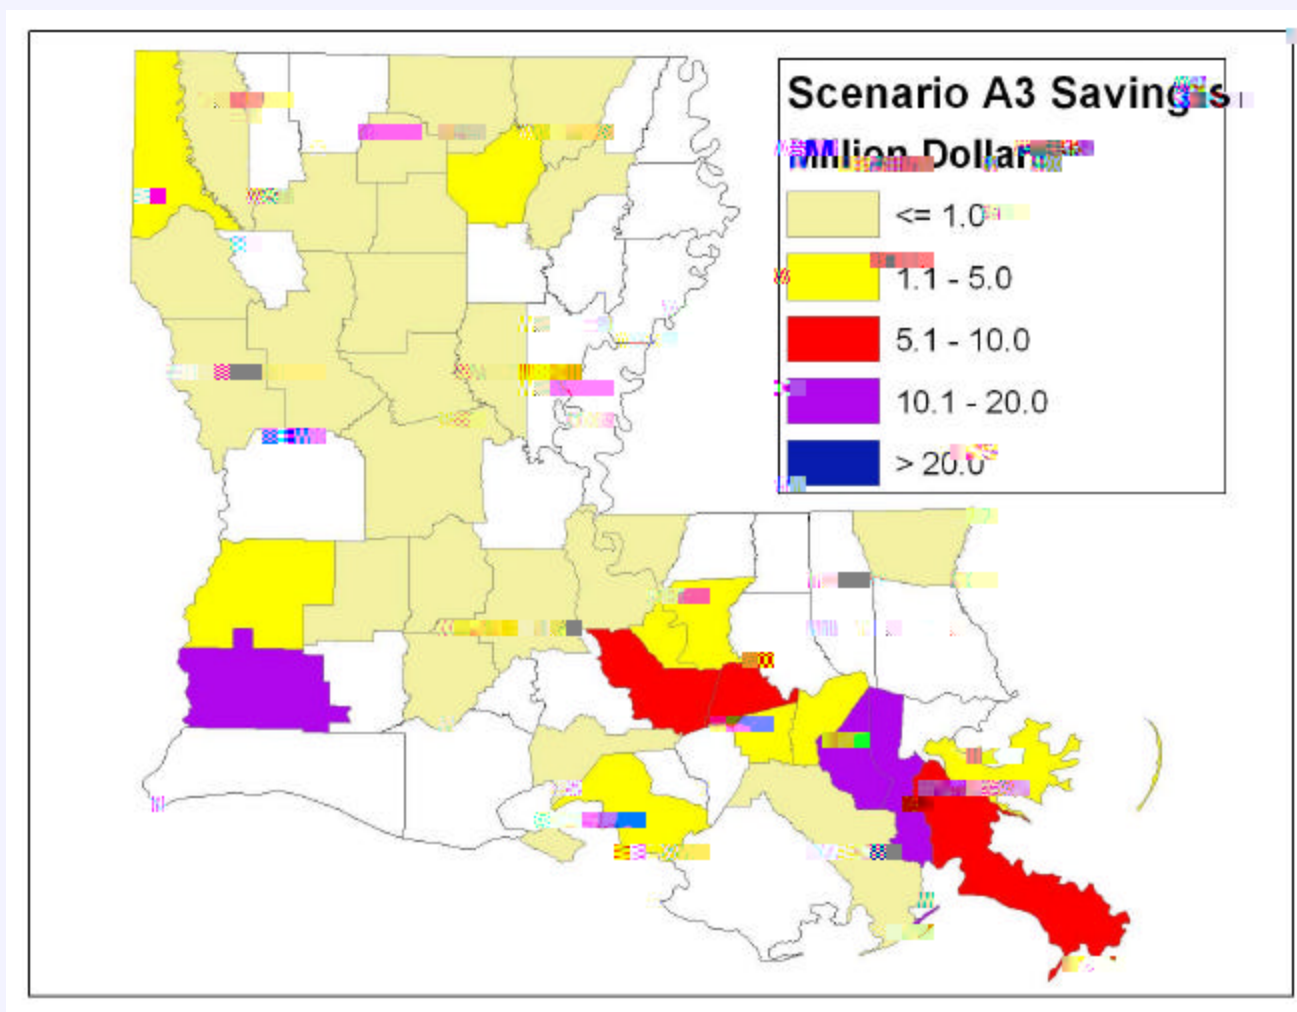 Scenario A3 Savings
Million Dollars
<= 1.0
1.1 - 5.0
5.1 - 10.0
10.1 - 20.0
> 20.0